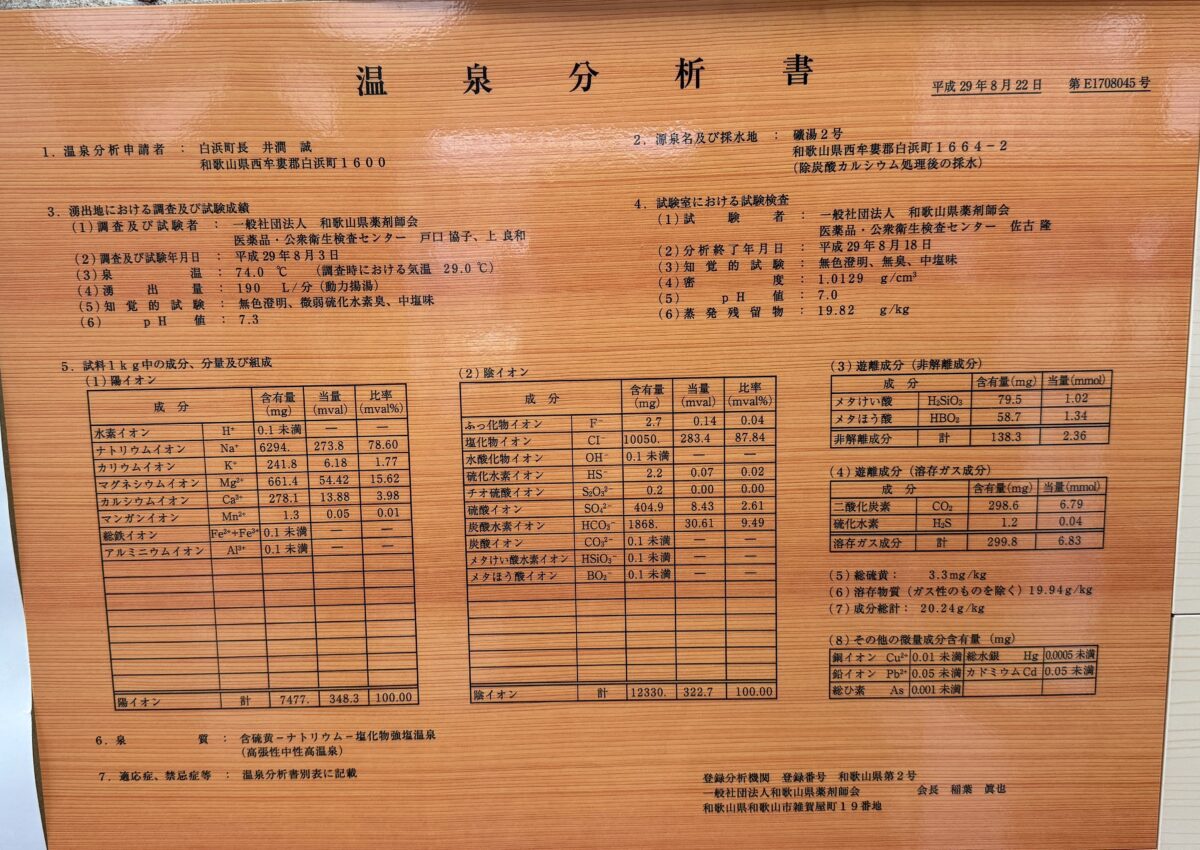 温泉分析書
平成29年8月22日 第E1708045号
1. 温泉分析申請者 : 白浜町長 井澗 誠
和歌山県西牟婁郡白浜町1600
2. 源泉名及び採水地 : 礦湯2号
和歌山県西牟婁郡白浜町1664-2
(除炭酸カルシウム処理後の採水)
3. 湧出地における調査及び試験成績
(1)調査及び試験者 : 一般社団法人 和歌山県薬剤師会
医薬品・公衆衛生検査センター 戸口 協子、上 良和
(2)調査及び試験年月日 : 平成29年8月3日
(3)泉温 : 74.0 ℃ (調査時における気温 29.0℃)
(4)湧出量 : 190 L/分(動力揚湯)
(5)知覚的試験 : 無色澄明、微弱硫化水素臭、中塩味
(6) pH 値 : 7.3
4. 試験室における試験検査
(1)試験者 : 一般社団法人 和歌山県薬剤師会
医薬品・公衆衛生検査センター 佐古 隆
(2)分析終了年月日 : 平成29年8月18日
(3)知覚的試験 : 無色澄明、無臭、中塩味
(4)密度 : 1.0129 g/cm³
(5) pH 値 : 7.0
(6)蒸発残留物 : 19.82 g/kg
5. 試料1kg中の成分、分量及び組成
(1)陽イオン
成分 含有量(mg) 当量(mval) 比率(mval%)
水素イオン H⁺ 0.1 未満 — —
ナトリウムイオン Na⁺ 6294. 273.8 78.60
カリウムイオン K⁺ 241.8 6.18 1.77
マグネシウムイオン Mg²⁺ 661.4 54.42 15.62
カルシウムイオン Ca²⁺ 278.1 13.88 3.98
マンガンイオン Mn²⁺ 1.3 0.05 0.01
総鉄イオン Fe²⁺+Fe³⁺ 0.1 未満 — —
アルミニウムイオン Al³⁺ 0.1 未満 — —
陽イオン 計 7477. 348.3 100.00
(2)陰イオン
成分 含有量(mg) 当量(mval) 比率(mval%)
ふっ化物イオン F⁻ 2.7 0.14 0.04
塩化物イオン Cl⁻ 10050. 283.4 87.84
水酸化物イオン OH⁻ 0.1 未満 — —
硫化水素イオン HS⁻ 2.2 0.07 0.02
チオ硫酸イオン S₂O₃²⁻ 0.2 0.00 0.00
硫酸イオン SO₄²⁻ 404.9 8.43 2.61
炭酸水素イオン HCO₃⁻ 1868. 30.61 9.49
炭酸イオン CO₃²⁻ 0.1 未満 — —
メタけい酸水素イオン HSiO₃⁻ 0.1 未満 — —
メタほう酸イオン BO₂⁻ 0.1 未満 — —
陰イオン 計 12330. 322.7 100.00
(3)遊離成分(非解離成分)
成分 含有量(mg) 当量(mmol)
メタけい酸 H₂SiO₃ 79.5 1.02
メタほう酸 HBO₂ 58.7 1.34
非解離成分 計 138.3 2.36
(4)遊離成分(溶存ガス成分)
成分 含有量(mg) 当量(mmol)
二酸化炭素 CO₂ 298.6 6.79
硫化水素 H₂S 1.2 0.04
溶存ガス成分 計 299.8 6.83
(5)総硫黄: 3.3mg/kg
(6)溶存物質(ガス性のものを除く) 19.94g/kg
(7)成分総計: 20.24g/kg
(8)その他の微量成分含有量 (mg)
銅イオン Cu²⁺ 0.01 未満 総水銀 Hg 0.0005 未満
鉛イオン Pb²⁺ 0.05 未満 カドミウム Cd 0.05 未満
総ひ素 As 0.001 未満
6. 泉質 : 含硫黄-ナトリウム-塩化物強塩温泉
(高張性中性高温泉)
7. 適応症、禁忌症等 : 温泉分析書別表に記載
登録分析機関 登録番号 和歌山県第2号
一般社団法人和歌山県薬剤師会 会長 稲葉 眞也
和歌山県和歌山市雑賀屋町19番地